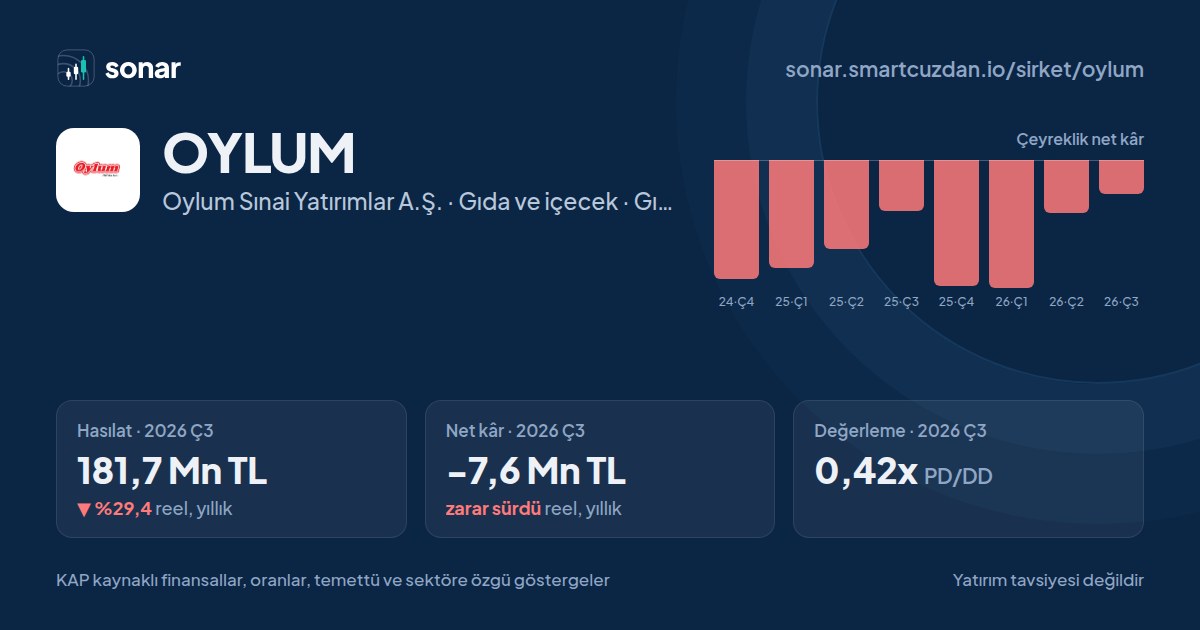 sonar
sonar.smartcuzdan.io/sirket/oylum
Oylum
OYLUM
Oylum Sınai Yatırımlar A.Ş. · Gıda ve içecek · Gı...
Çeyreklik net kâr
24·Ç4 25·Ç1 25·Ç2 25·Ç3 25·Ç4 26·Ç1 26·Ç2 26·Ç3
Hasılat · 2026 Ç3
181,7 Mn TL
▼ %29,4 reel, yıllık
Net kâr · 2026 Ç3
−7,6 Mn TL
zarar sürdü reel, yıllık
Değerleme · 2026 Ç3
0,42x PD/DD
KAP kaynaklı finansallar, oranlar, temettü ve sektöre özgü göstergeler
Yatırım tavsiyesi değildir